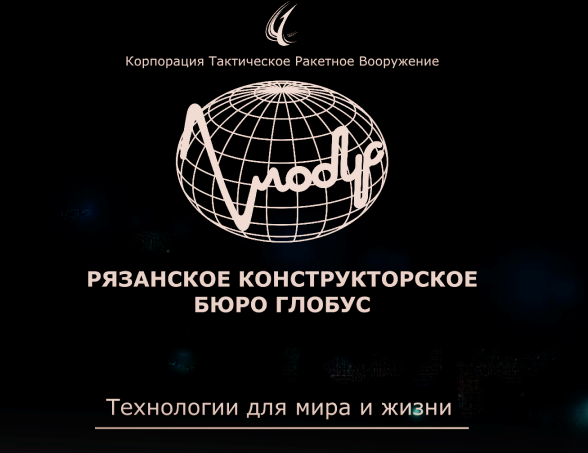 Корпорация Тактическое Ракетное Вооружение
РЯЗАНСКОЕ КОНСТРУКТОРСКОЕ
БЮРО ГЛОБУС
Технологии для мира и жизни